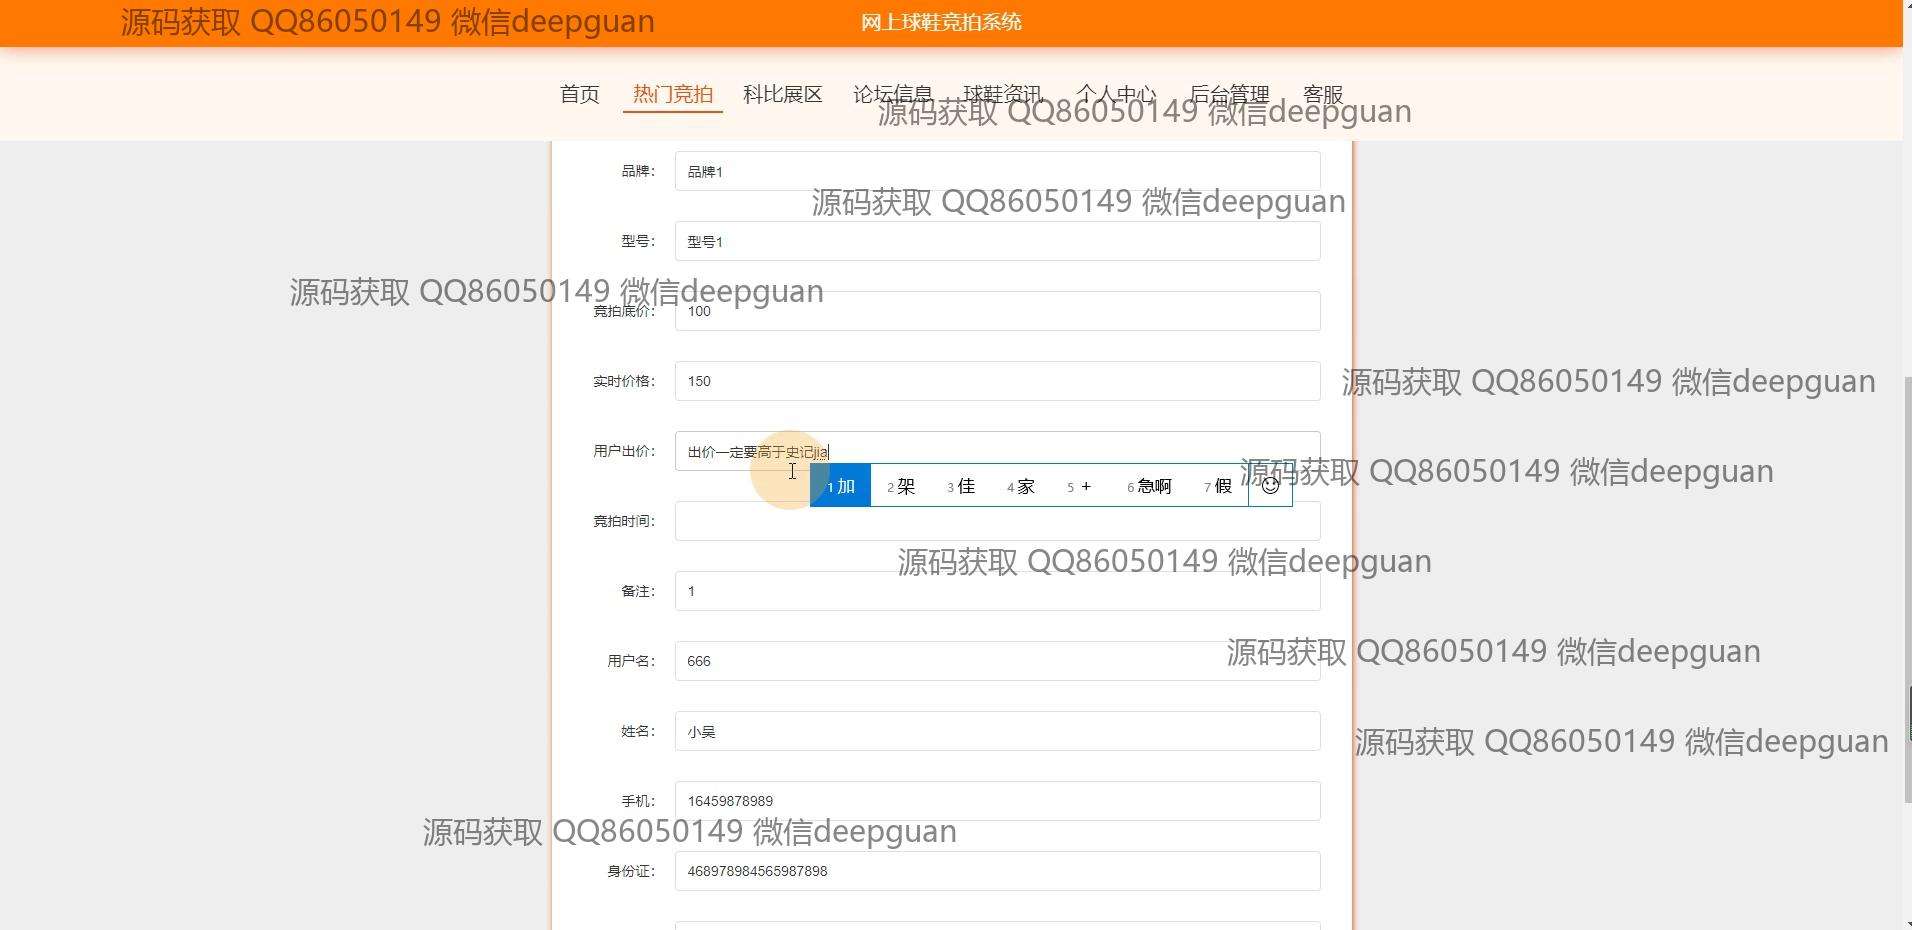 源码获取 QQ86050149 微信deepguan
网上球鞋竞拍系统
首页 热门竞拍 科比展区 论坛信息 球鞋资讯 个人中心 后台管理 客服
源码获取 QQ86050149 微信deepguan
品牌： 品牌1
源码获取 QQ86050149 微信deepguan
型号： 型号1
源码获取 QQ86050149 微信deepguan
竞拍底价： 100
实时价格： 150
源码获取 QQ86050149 微信deepguan
用户出价： 出价一定要高于史记jia
源码获取 QQ86050149 微信deepguan
1 加 2 架 3 佳 4 家 5 + 6 急啊 7 假
竞拍时间：
源码获取 QQ86050149 微信deepguan
备注： 1
源码获取 QQ86050149 微信deepguan
用户名： 666
姓名： 小吴
源码获取 QQ86050149 微信deepguan
手机： 16459878989
源码获取 QQ86050149 微信deepguan
身份证： 468978984565987898